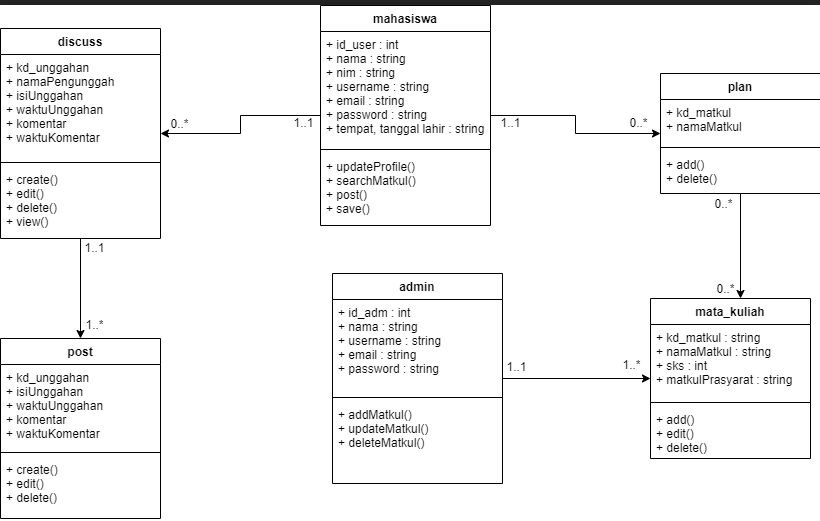 mahasiswa
+ id_user : int
+ nama : string
+ nim : string
+ username : string
+ email : string
+ password : string
+ tempat, tanggal lahir : string
+ updateProfile()
+ searchMatkul()
+ post()
+ save()
discuss
+ kd_unggahan
+ namaPengunggah
+ isiUnggahan
+ waktuUnggahan
+ komentar
+ waktuKomentar
+ create()
+ edit()
+ delete()
+ view()
0..*
1..1
1..1
0..*
plan
+ kd_matkul
+ namaMatkul
+ add()
+ delete()
0..*
0..*
1..1
1..*
admin
+ id_adm : int
+ nama : string
+ username : string
+ email : string
+ password : string
+ addMatkul()
+ updateMatkul()
+ deleteMatkul()
1..1
1..*
mata_kuliah
+ kd_matkul : string
+ namaMatkul : string
+ sks : int
+ matkulPrasyarat : string
+ add()
+ edit()
+ delete()
post
+ kd_unggahan
+ isiUnggahan
+ waktuUnggahan
+ komentar
+ waktuKomentar
+ create()
+ edit()
+ delete()